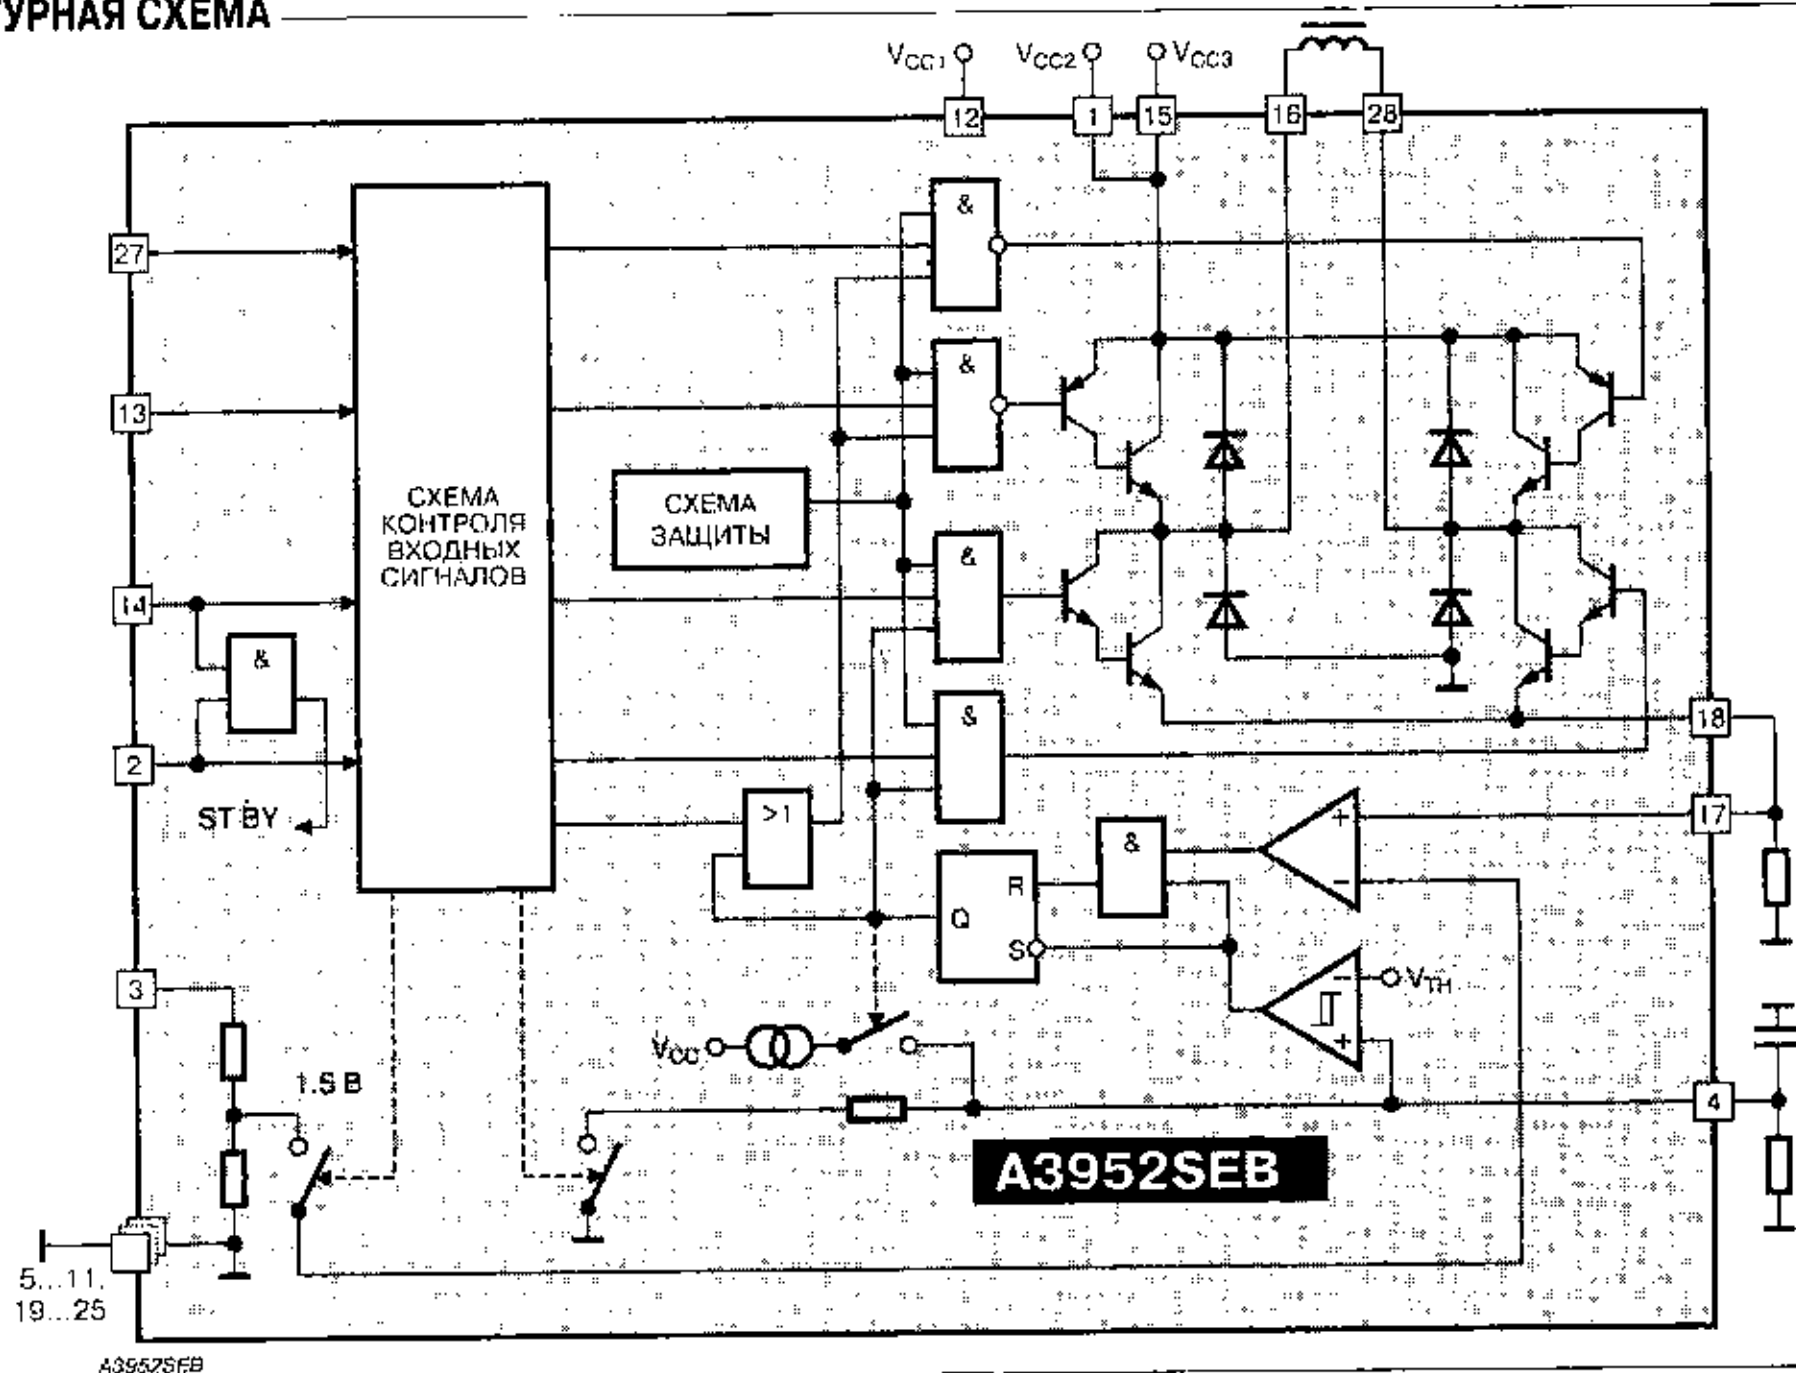 УРНАЯ СХЕМА
VCC1
VCC2
VCC3
12
1
15
16
28
27
13
14
2
3
&
&
&
&
&
&
СХЕМА
КОНТРОЛЯ
ВХОДНЫХ
СИГНАЛОВ
СХЕМА
ЗАЩИТЫ
ST BY
>1
R
Q
S
+
−
−
+
VTH
VCC
18
17
4
1.5 В
A3952SEB
5...11,
19...25
A3952SEB